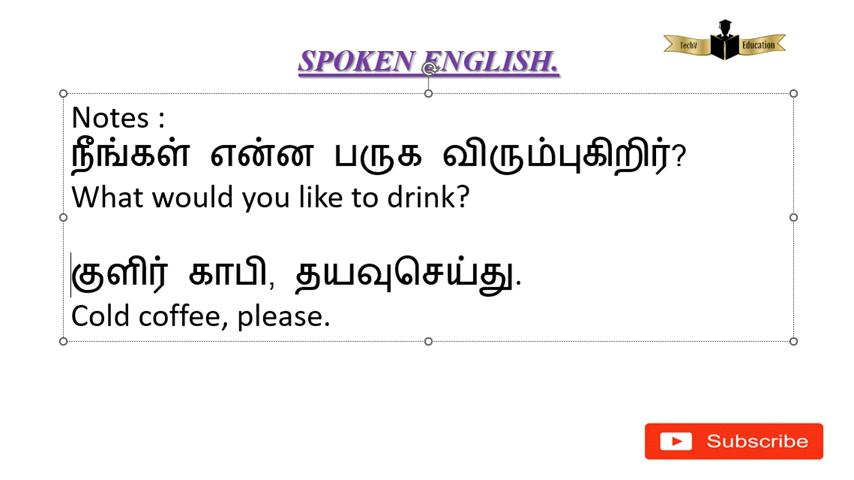 SPOKEN ENGLISH.
TechV Education
Notes :
நீங்கள் என்ன பருக விரும்புகிறிர்?
What would you like to drink?
குளிர் காபி, தயவுசெய்து.
Cold coffee, please.
Subscribe